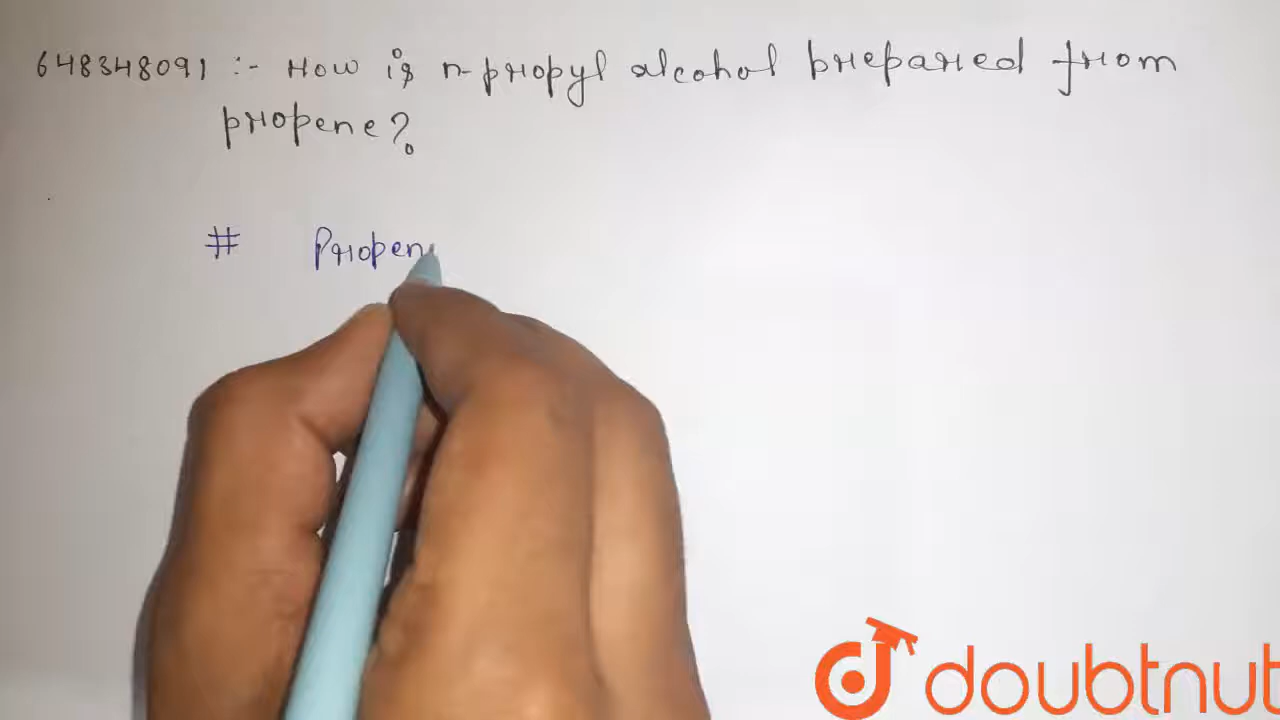 648348091 :- How is n-propyl alcohol prepared from
propene?
# Propen
doubtnut